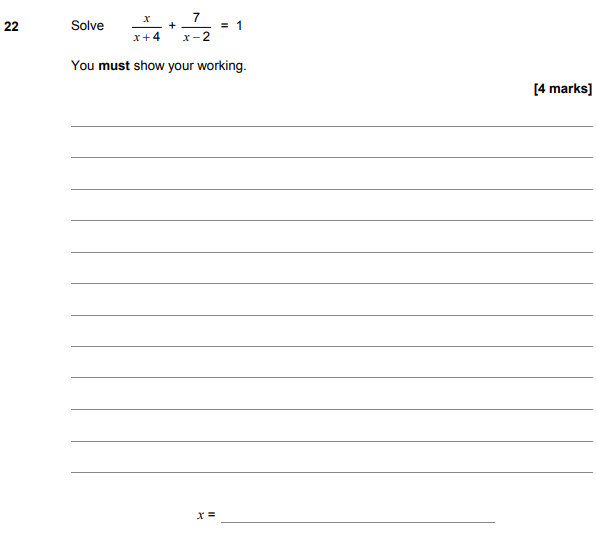 22 Solve x/(x + 4) + 7/(x − 2) = 1
You must show your working.
[4 marks]
x =